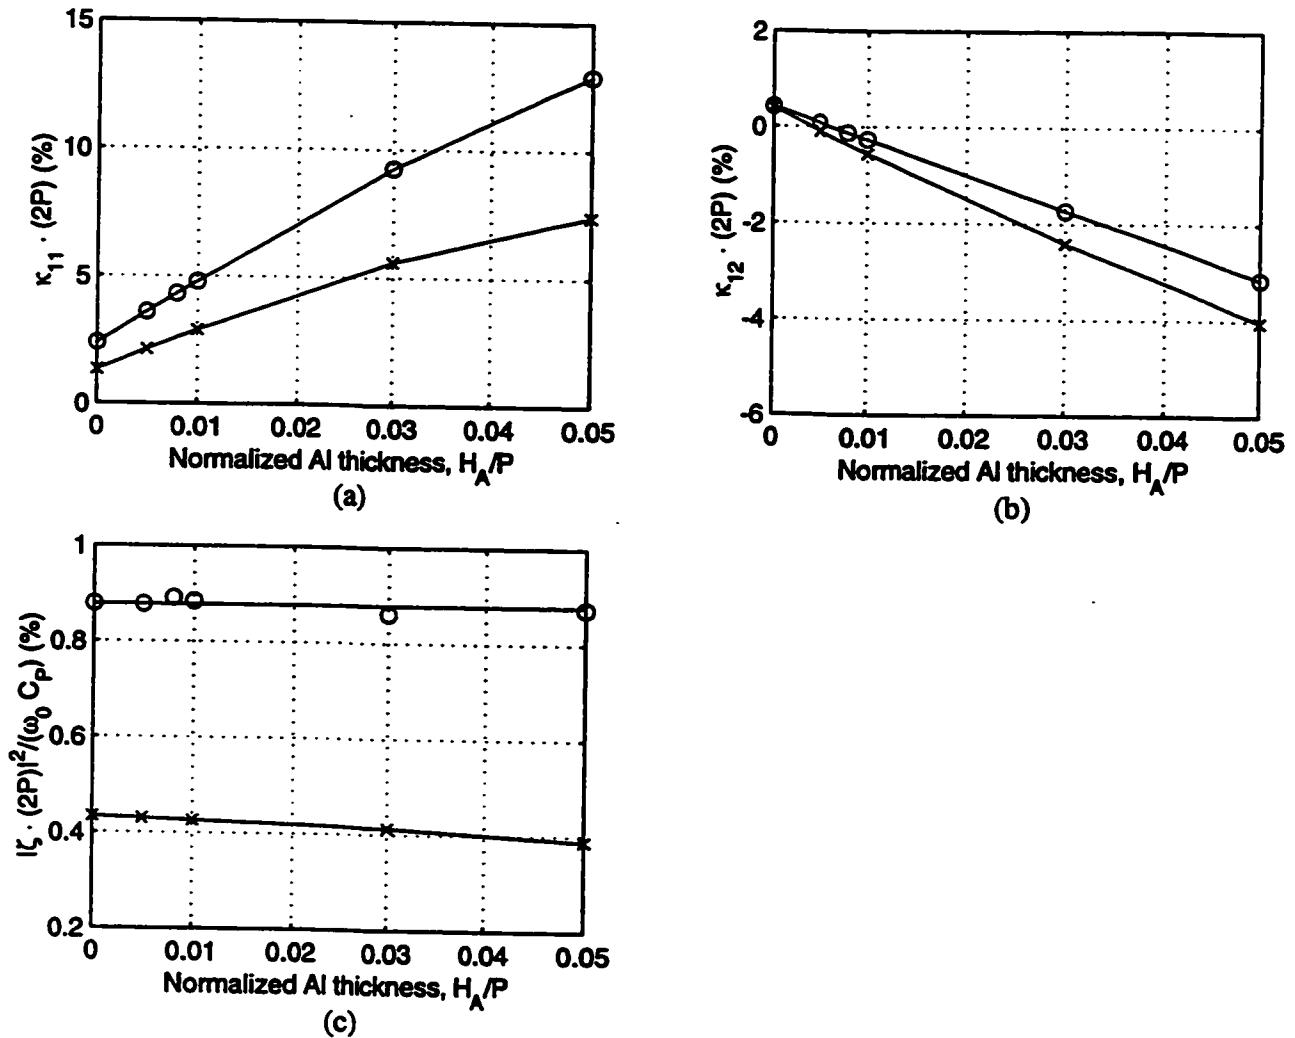 15
10
5
0
κ11 · (2P) (%)
0 0.01 0.02 0.03 0.04 0.05
Normalized Al thickness, HA/P
(a)
2
0
-2
-4
-6
κ12 · (2P) (%)
0 0.01 0.02 0.03 0.04 0.05
Normalized Al thickness, HA/P
(b)
1
0.8
0.6
0.4
0.2
|ζ · (2P)|²/(ω0 CP) (%)
0 0.01 0.02 0.03 0.04 0.05
Normalized Al thickness, HA/P
(c)